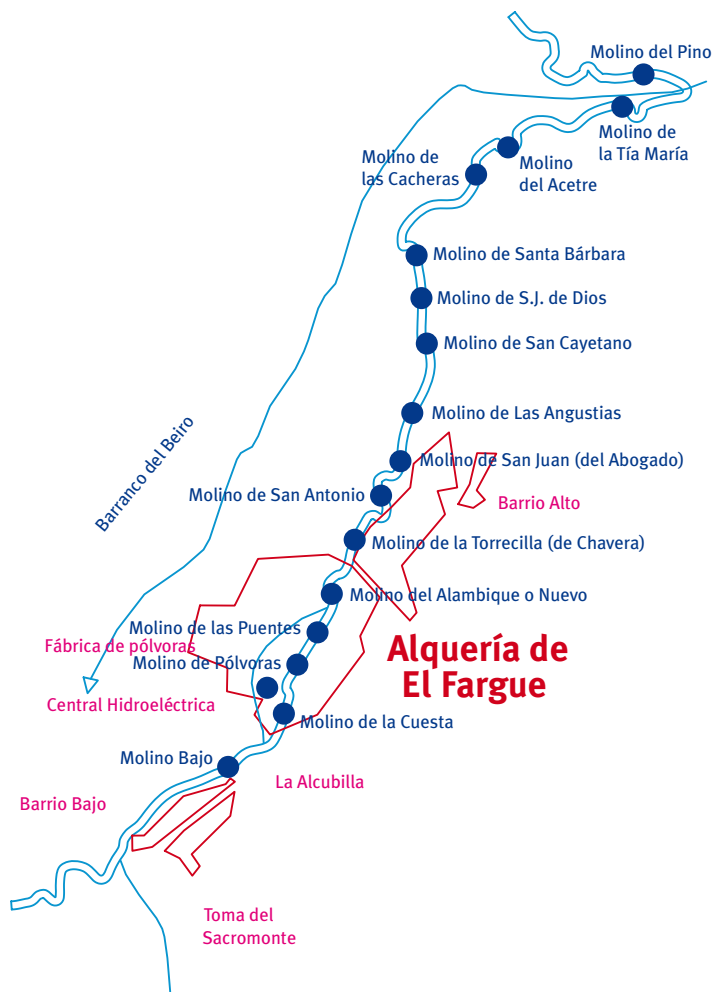 Molino del Pino
Molino de
la Tía María
Molino de
las Cacheras
Molino
del Acetre
Molino de Santa Bárbara
Molino de S.J. de Dios
Molino de San Cayetano
Molino de Las Angustias
Molino de San Juan (del Abogado)
Molino de San Antonio
Barrio Alto
Barranco del Beiro
Molino de la Torrecilla (de Chavera)
Molino del Alambique o Nuevo
Molino de las Puentes
Fábrica de pólvoras
Molino de Pólvoras
Alquería de
El Fargue
Central Hidroeléctrica
Molino de la Cuesta
Molino Bajo
La Alcubilla
Barrio Bajo
Toma del
Sacromonte